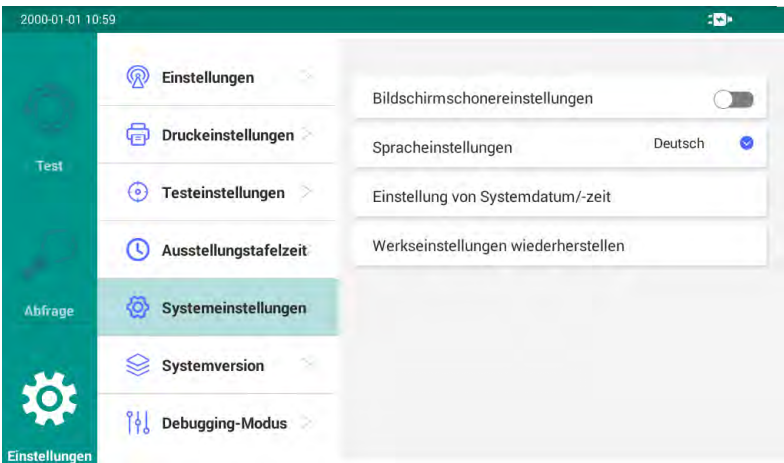 2000-01-01 10:59
Test
Abfrage
Einstellungen
Einstellungen
Druckeinstellungen
Testeinstellungen
Ausstellungstafelzeit
Systemeinstellungen
Systemversion
Debugging-Modus
Bildschirmschonereinstellungen
Spracheinstellungen Deutsch
Einstellung von Systemdatum/-zeit
Werkseinstellungen wiederherstellen